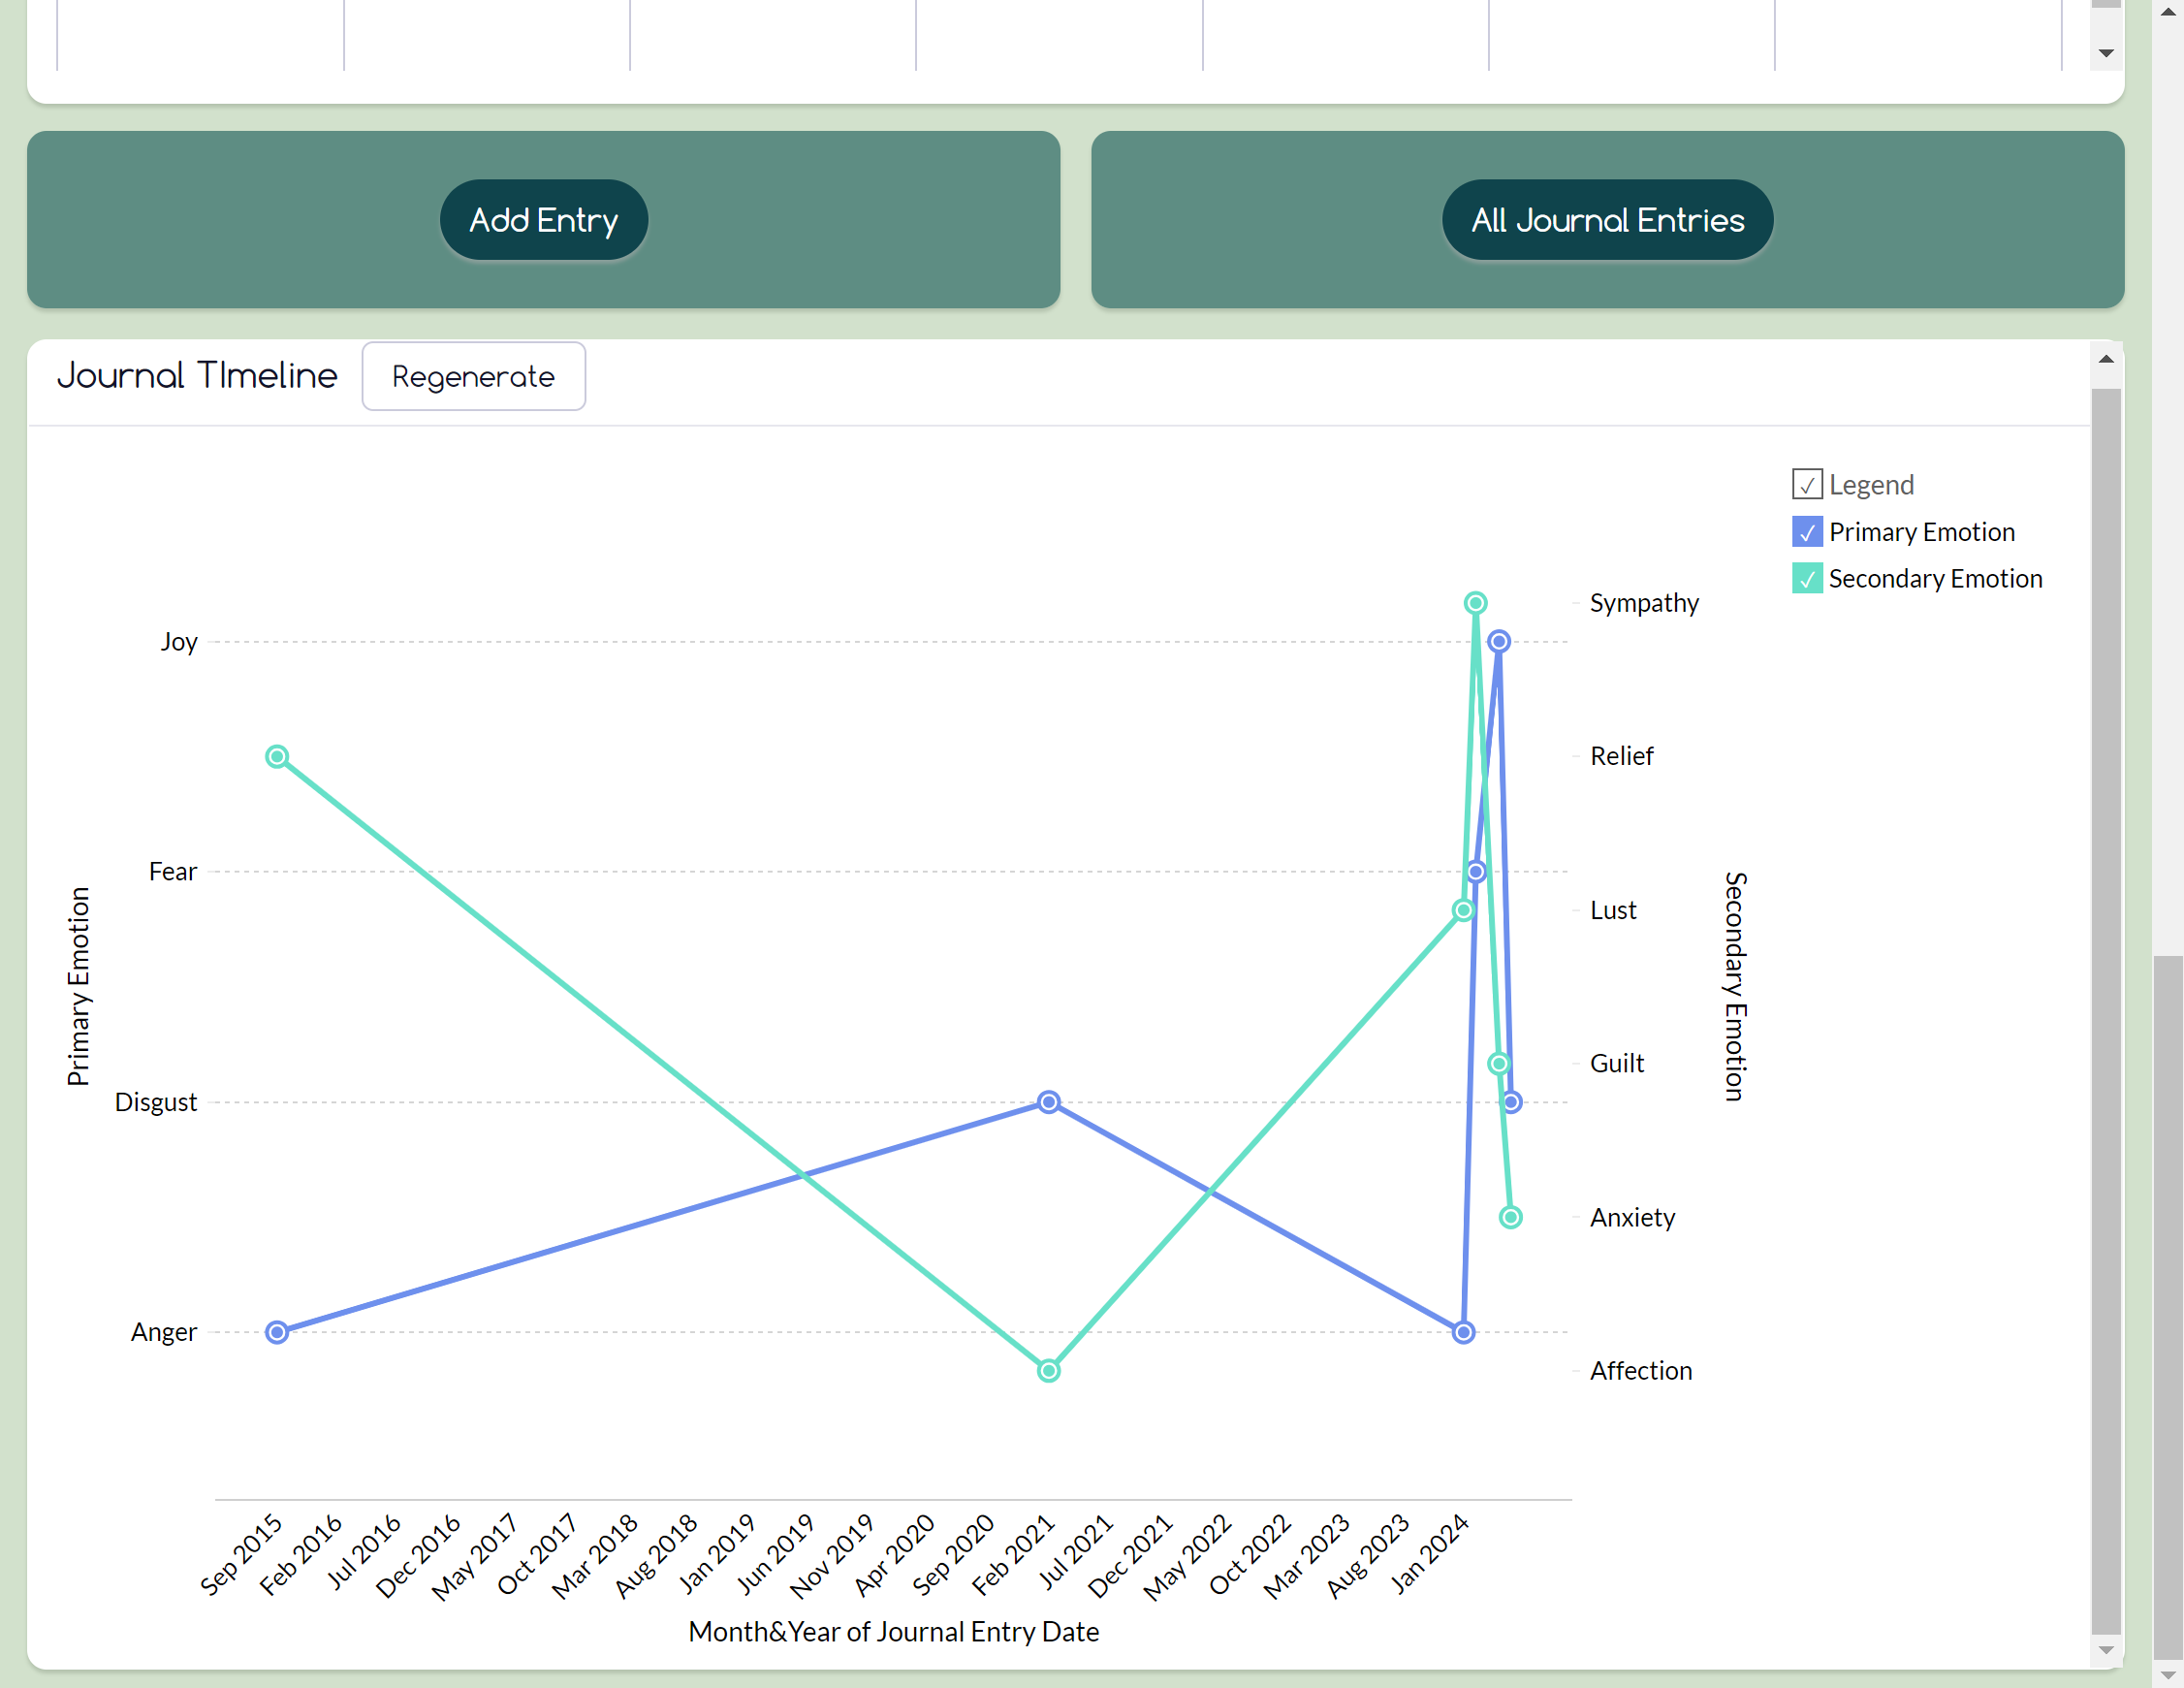 Add Entry
All Journal Entries
Journal TImeline
Regenerate
Legend
Primary Emotion
Secondary Emotion
Joy
Fear
Disgust
Anger
Primary Emotion
Sympathy
Relief
Lust
Guilt
Anxiety
Affection
Secondary Emotion
Sep 2015
Feb 2016
Jul 2016
Dec 2016
May 2017
Oct 2017
Mar 2018
Aug 2018
Jan 2019
Jun 2019
Nov 2019
Apr 2020
Sep 2020
Feb 2021
Jul 2021
Dec 2021
May 2022
Oct 2022
Mar 2023
Aug 2023
Jan 2024
Month&Year of Journal Entry Date